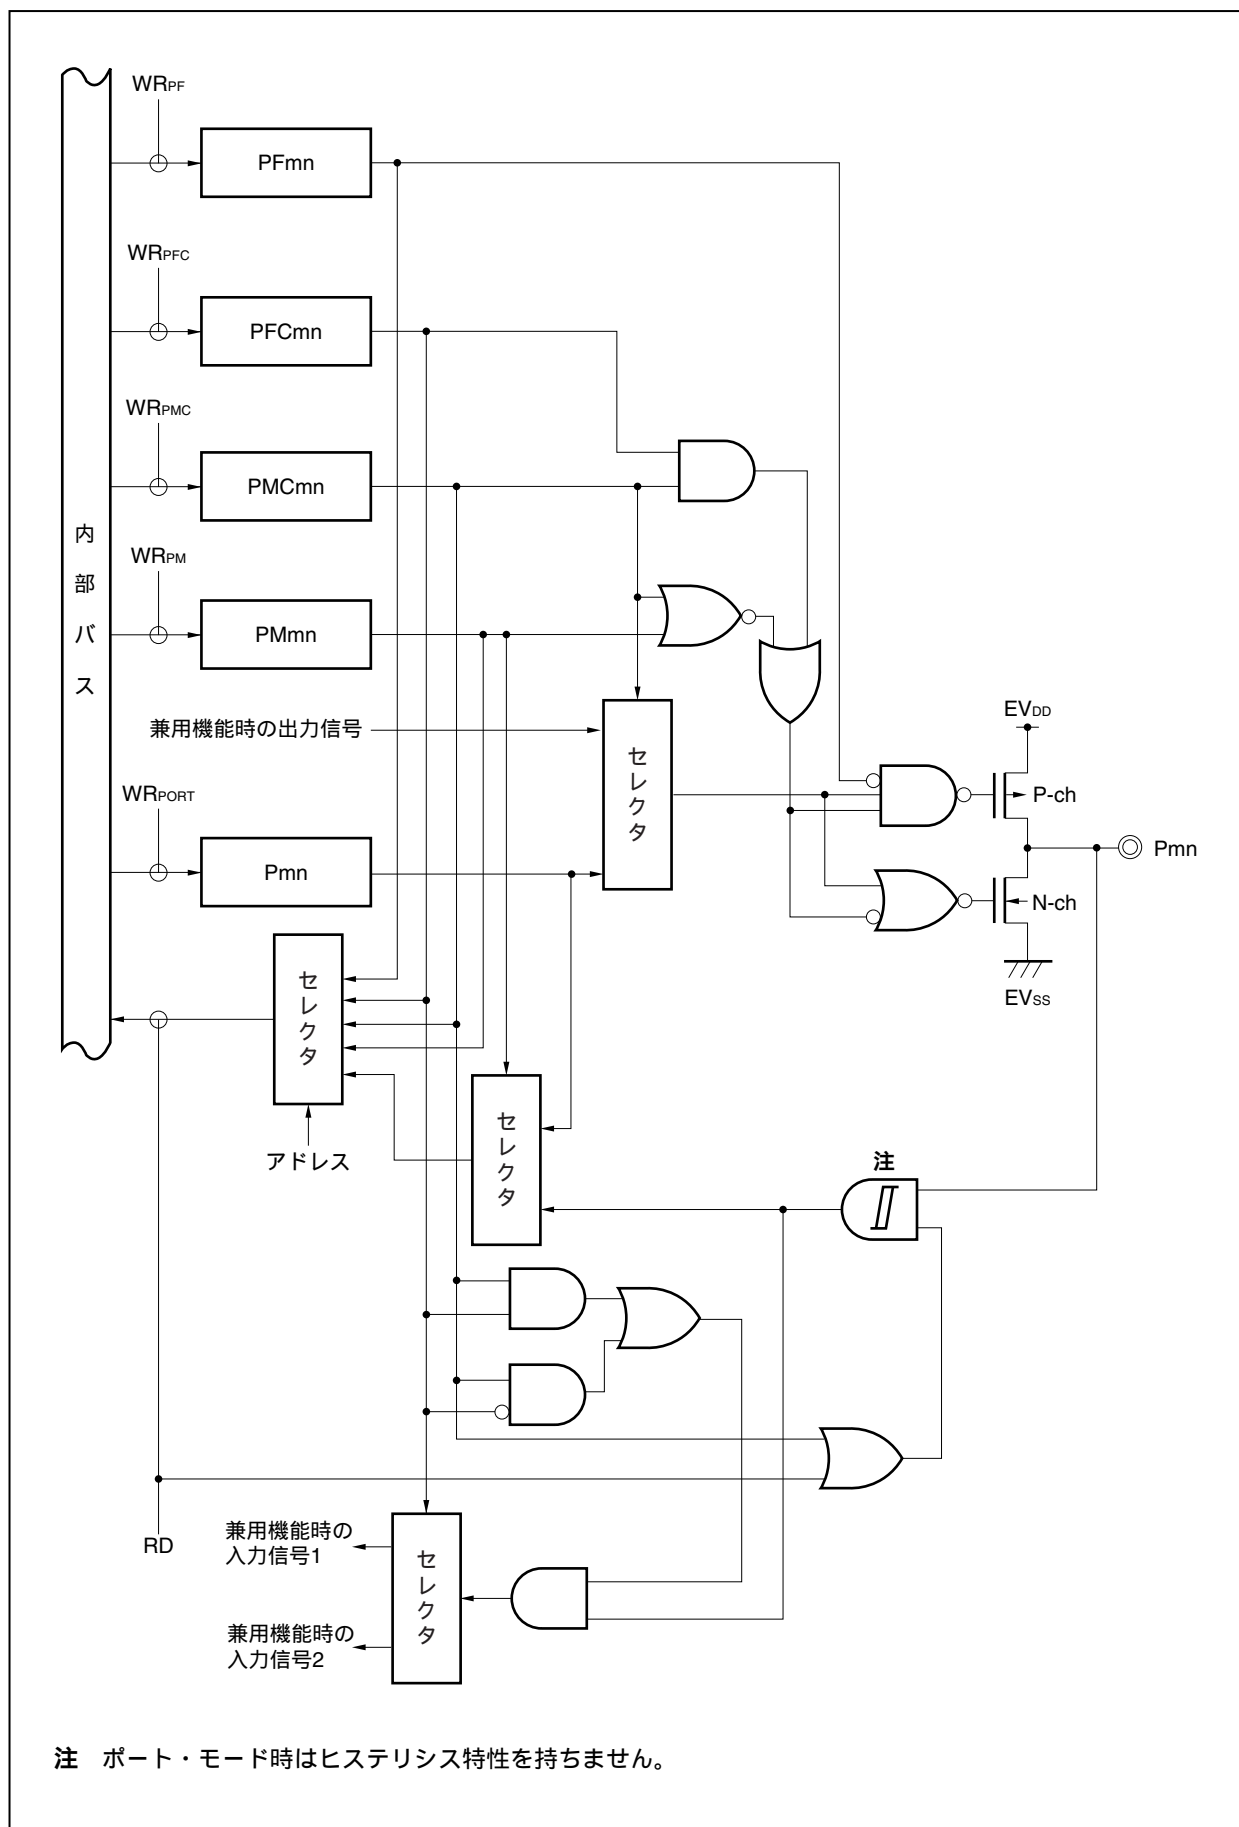 WRPF
PFmn
WRPFC
PFCmn
WRPMC
PMCmn
内部バス
WRPM
PMmn
兼用機能時の出力信号
セレクタ
EVDD
P-ch
WRPORT
Pmn
Pmn
N-ch
EVSS
セレクタ
アドレス
セレクタ
注
RD
兼用機能時の
入力信号1
セレクタ
兼用機能時の
入力信号2
注 ポート・モード時はヒステリシス特性を持ちません。